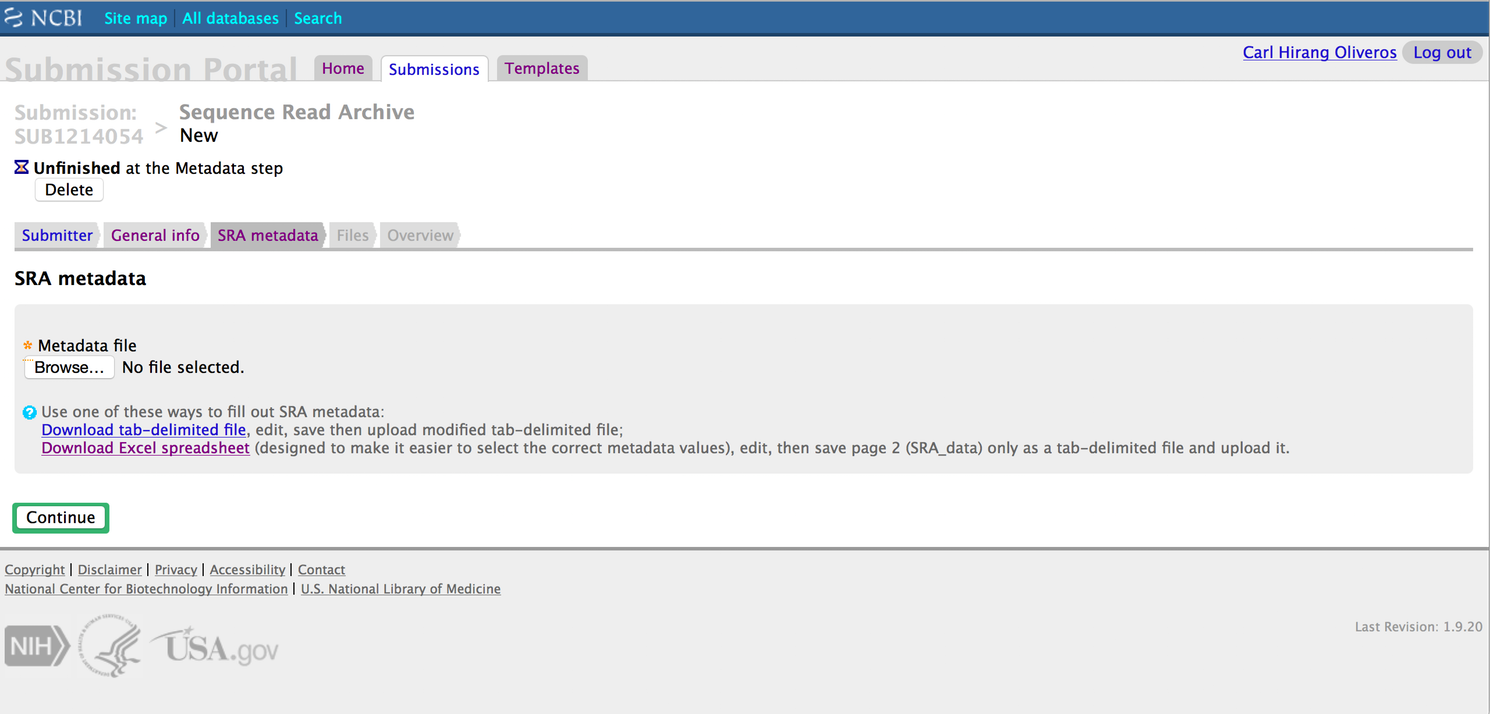 NCBI Site map All databases Search
Carl Hirang Oliveros Log out
Submission Portal Home Submissions Templates
Submission: SUB1214054 > Sequence Read Archive
New
Unfinished at the Metadata step
Delete
Submitter General info SRA metadata Files Overview
SRA metadata
* Metadata file
Browse... No file selected.
? Use one of these ways to fill out SRA metadata:
Download tab-delimited file, edit, save then upload modified tab-delimited file;
Download Excel spreadsheet (designed to make it easier to select the correct metadata values), edit, then save page 2 (SRA_data) only as a tab-delimited file and upload it.
Continue
Copyright | Disclaimer | Privacy | Accessibility | Contact
National Center for Biotechnology Information | U.S. National Library of Medicine
Last Revision: 1.9.20
NIH USA.gov